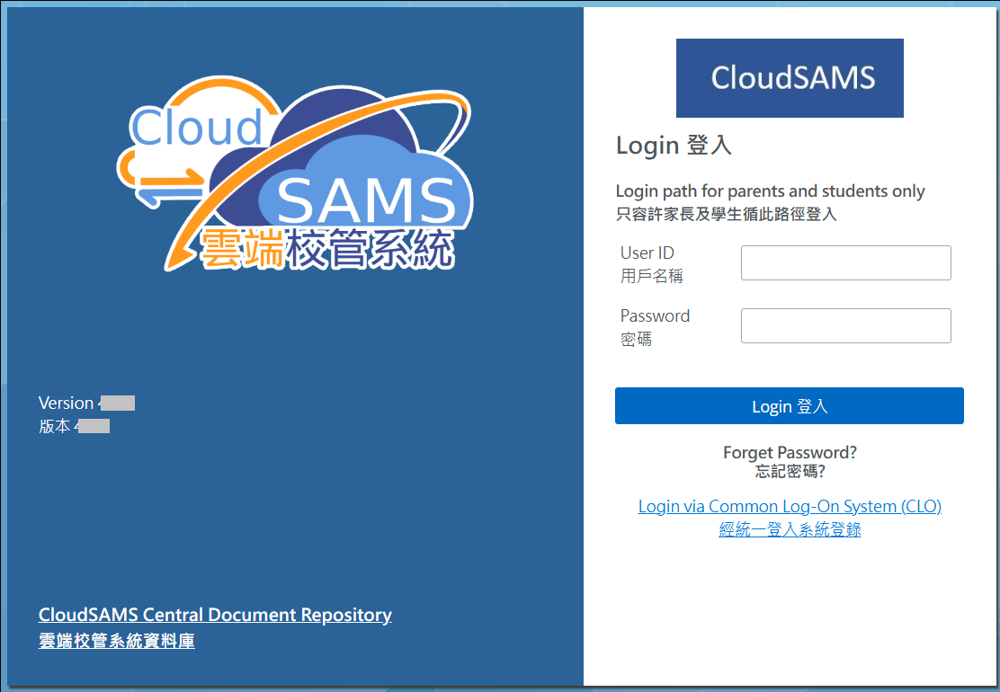 Cloud
SAMS
雲端校管系統
Version
版本
CloudSAMS Central Document Repository
雲端校管系統資料庫
CloudSAMS
Login 登入
Login path for parents and students only
只容許家長及學生循此路徑登入
User ID
用戶名稱
Password
密碼
Login 登入
Forget Password?
忘記密碼?
Login via Common Log-On System (CLO)
經統一登入系統登錄